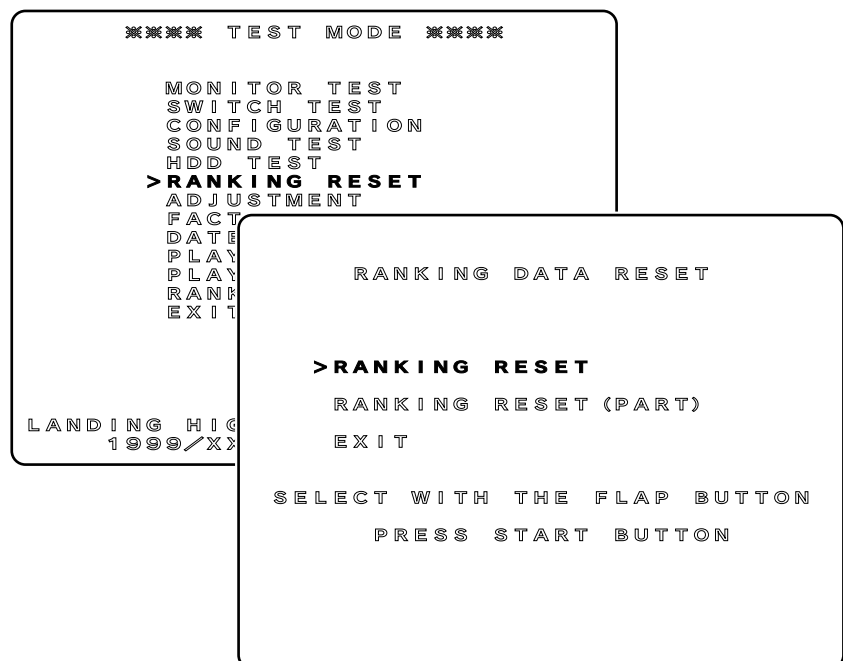 ※※※※ TEST MODE ※※※※
MONITOR TEST
SWITCH TEST
CONFIGURATION
SOUND TEST
HDD TEST
>RANKING RESET
ADJUSTMENT
EXIT
LANDING
RANKING DATA RESET
>RANKING RESET
RANKING RESET(PART)
EXIT
SELECT WITH THE FLAP BUTTON
PRESS START BUTTON